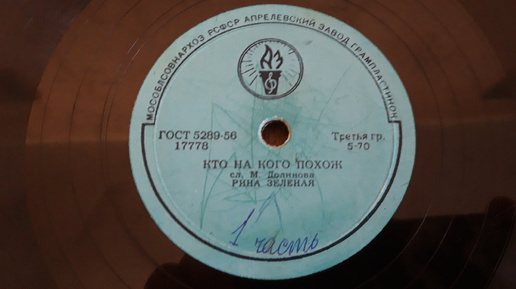 МОСОБЛСОВНАРХОЗ РСФСР АПРЕЛЕВСКИЙ ЗАВОД ГРАМПЛАСТИНОК
АЗ
ГОСТ 5289-56
17778
Третья гр.
5-70
КТО НА КОГО ПОХОЖ
сл. М. Долинова
РИНА ЗЕЛЕНАЯ
1 часть